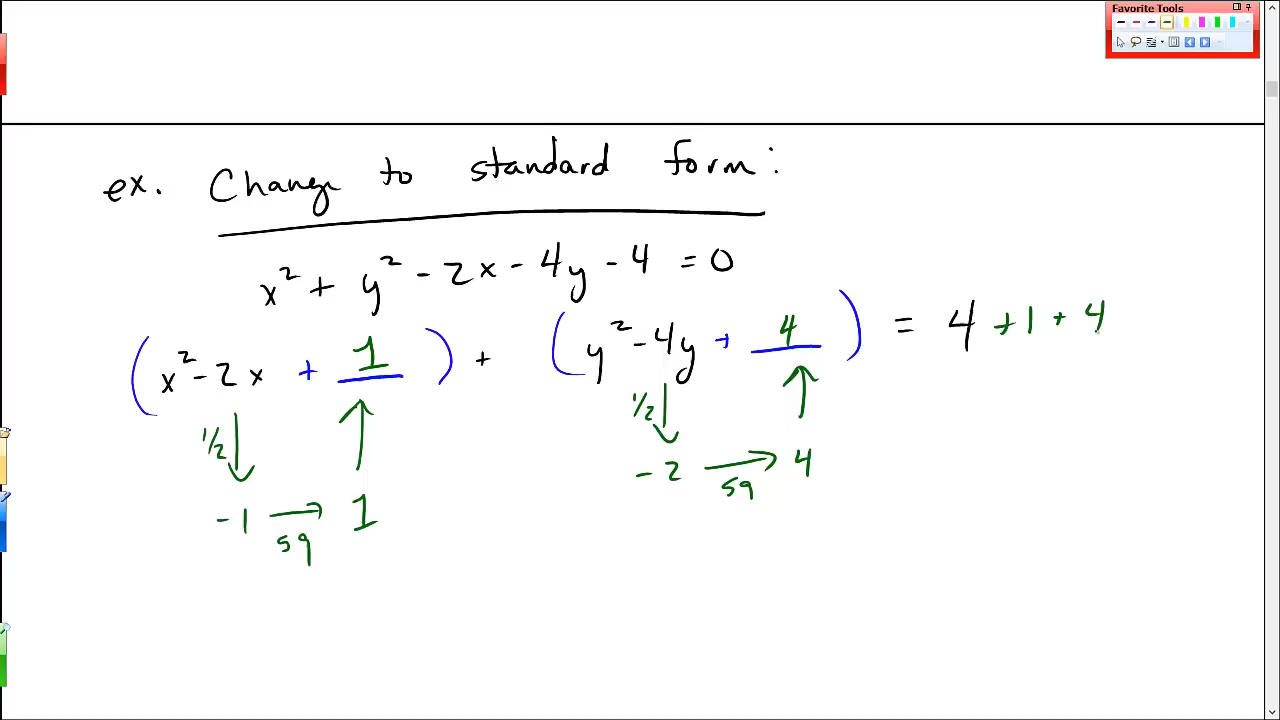 Favorite Tools
ex. Change to standard form:
x² + y² - 2x - 4y - 4 = 0
(x² - 2x + 1) + (y² - 4y + 4) = 4 + 1 + 4
1/2 1/2
-1 → 1 -2 → 4
sq sq